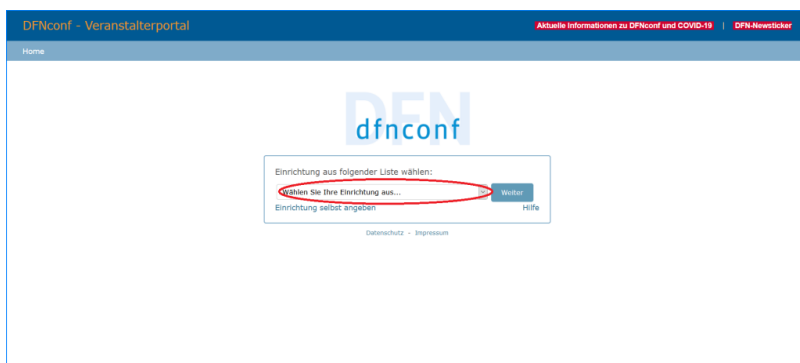 DFNconf - Veranstalterportal
Aktuelle Informationen zu DFNconf und COVID-19 | DFN-Newsticker
Home
DFN
dfnconf
Einrichtung aus folgender Liste wählen:
Wählen Sie Ihre Einrichtung aus... Weiter
Einrichtung selbst angeben Hilfe
Datenschutz - Impressum